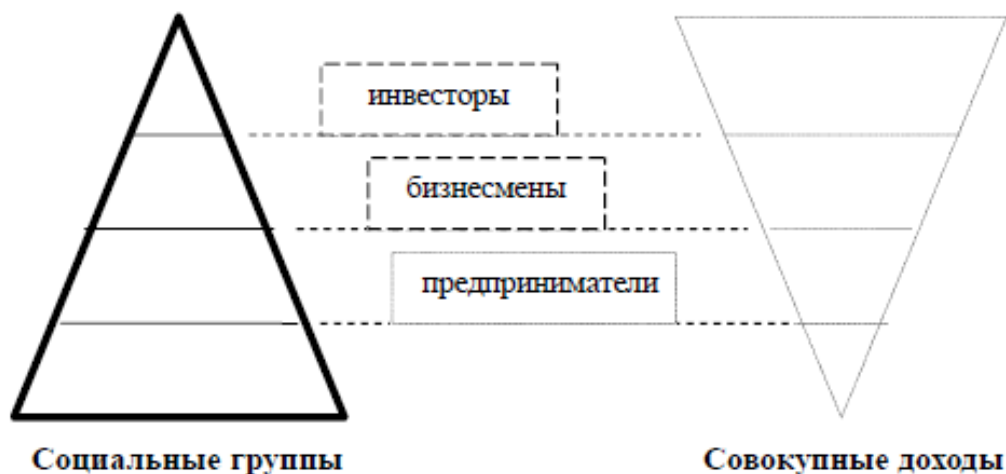 инвесторы
бизнесмены
предприниматели
Социальные группы
Совокупные доходы